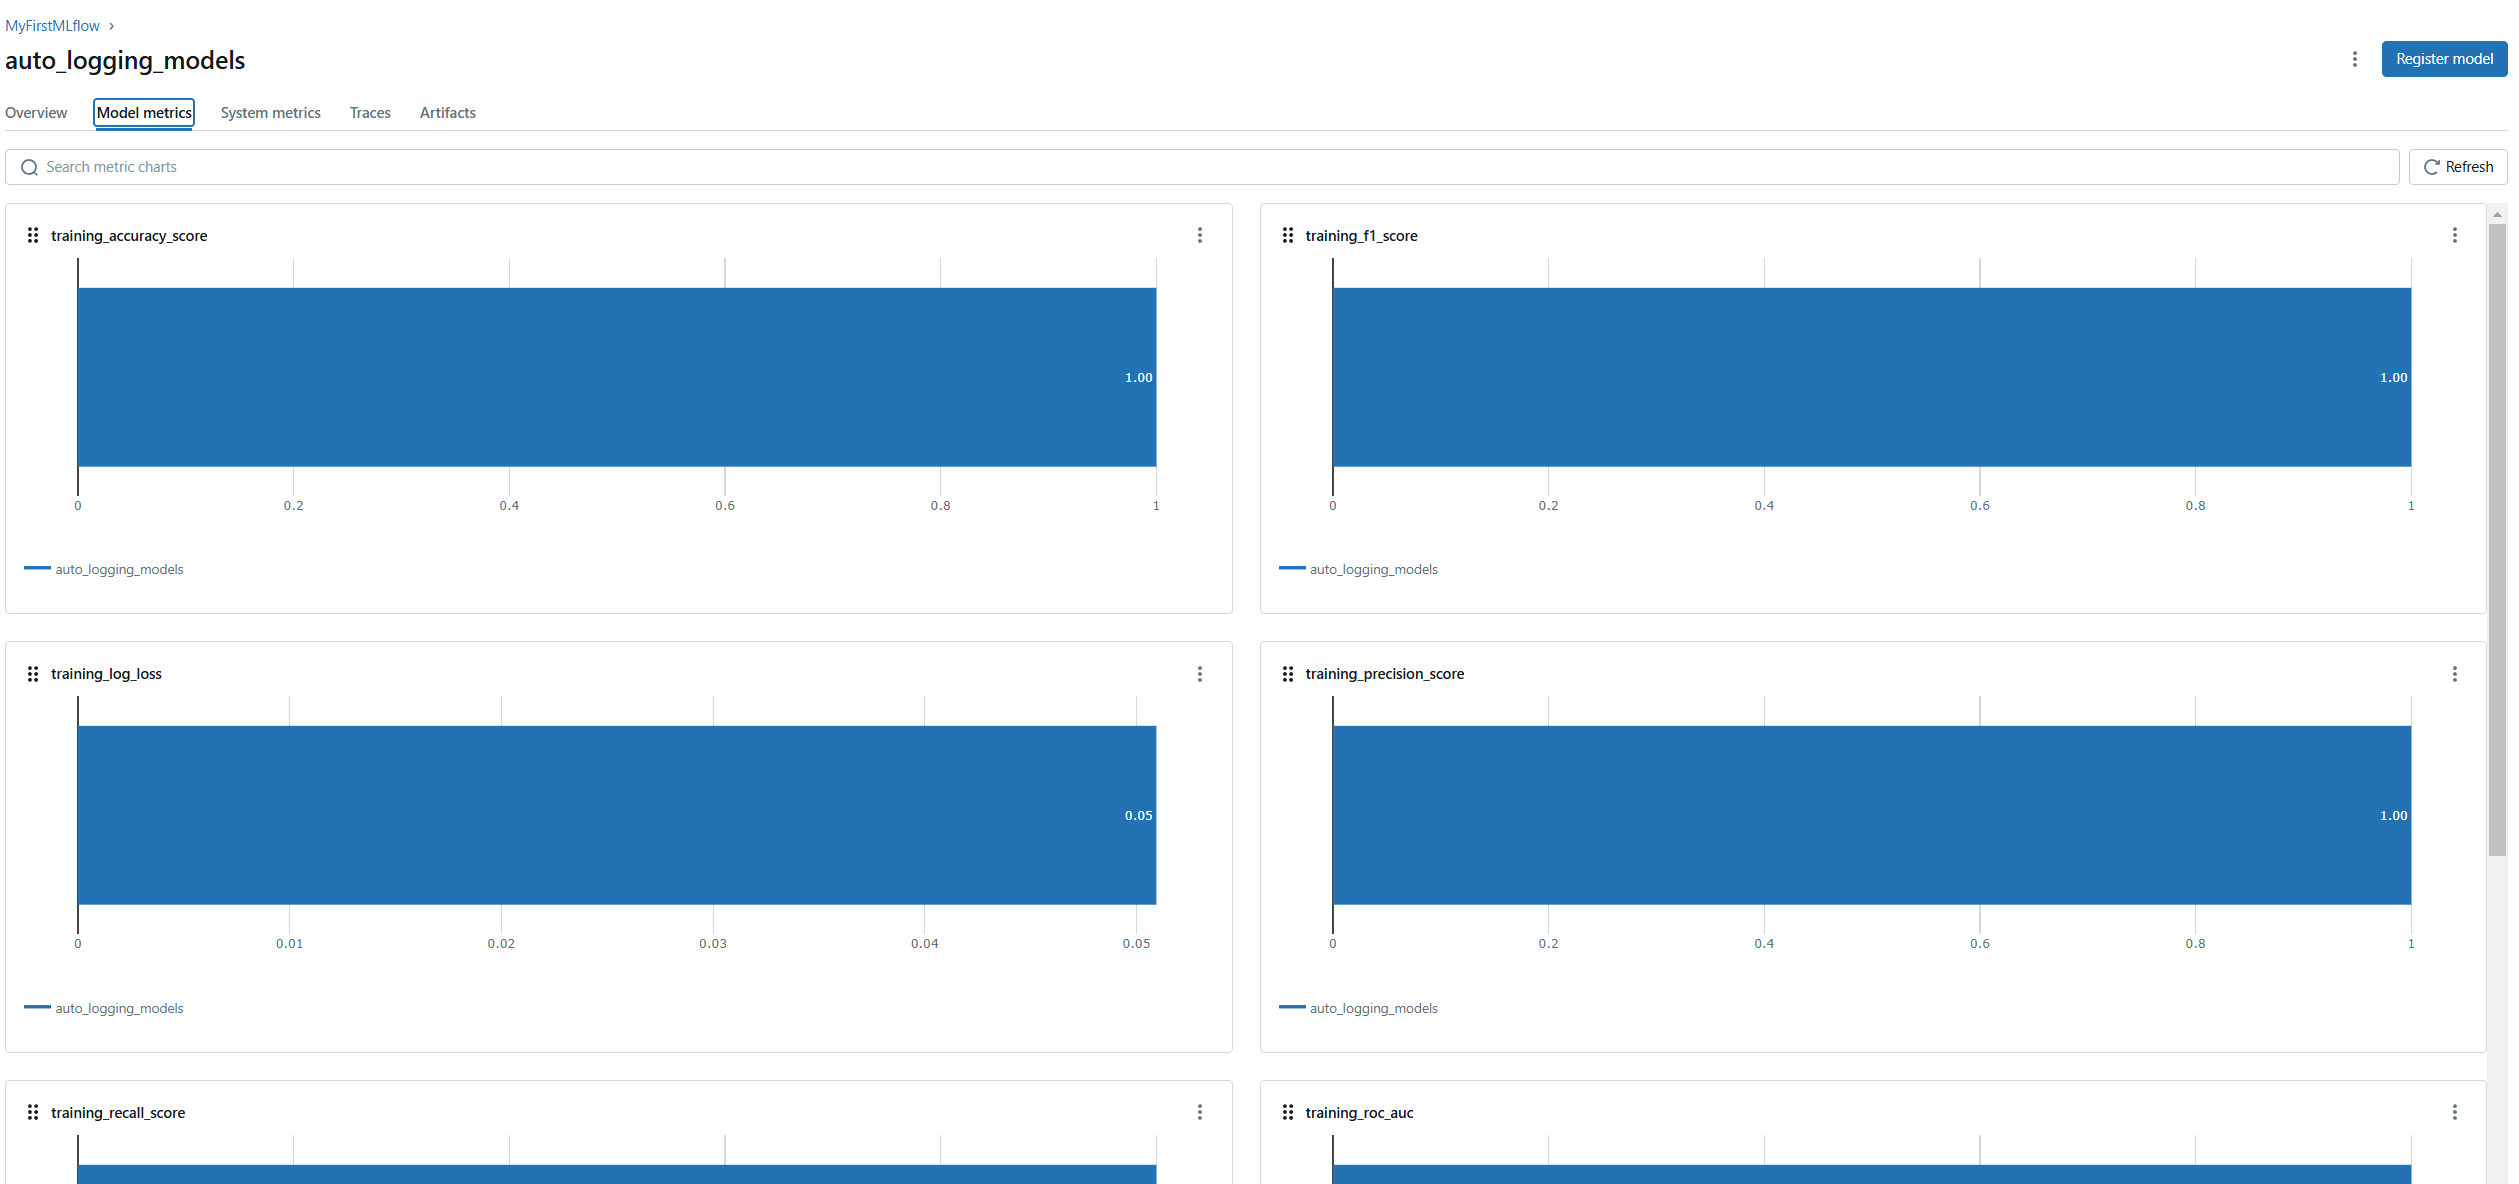 MyFirstMLflow ›
auto_logging_models
Register model
Overview Model metrics System metrics Traces Artifacts
Search metric charts
Refresh
training_accuracy_score
1.00
0 0.2 0.4 0.6 0.8 1
auto_logging_models
training_f1_score
1.00
0 0.2 0.4 0.6 0.8 1
auto_logging_models
training_log_loss
0.05
0 0.01 0.02 0.03 0.04 0.05
auto_logging_models
training_precision_score
1.00
0 0.2 0.4 0.6 0.8 1
auto_logging_models
training_recall_score
training_roc_auc